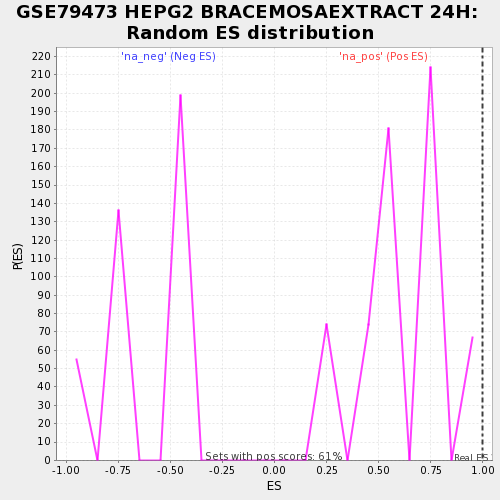 GSE79473 HEPG2 BRACEMOSAEXTRACT 24H:
Random ES distribution
'na_neg' (Neg ES)
'na_pos' (Pos ES)
220
210
200
190
180
170
160
150
140
130
120
110
100
90
80
70
60
50
40
30
20
10
0
P(ES)
Sets with pos scores: 61%
Real ES
-1.00 -0.75 -0.50 -0.25 0.00 0.25 0.50 0.75 1.00
ES